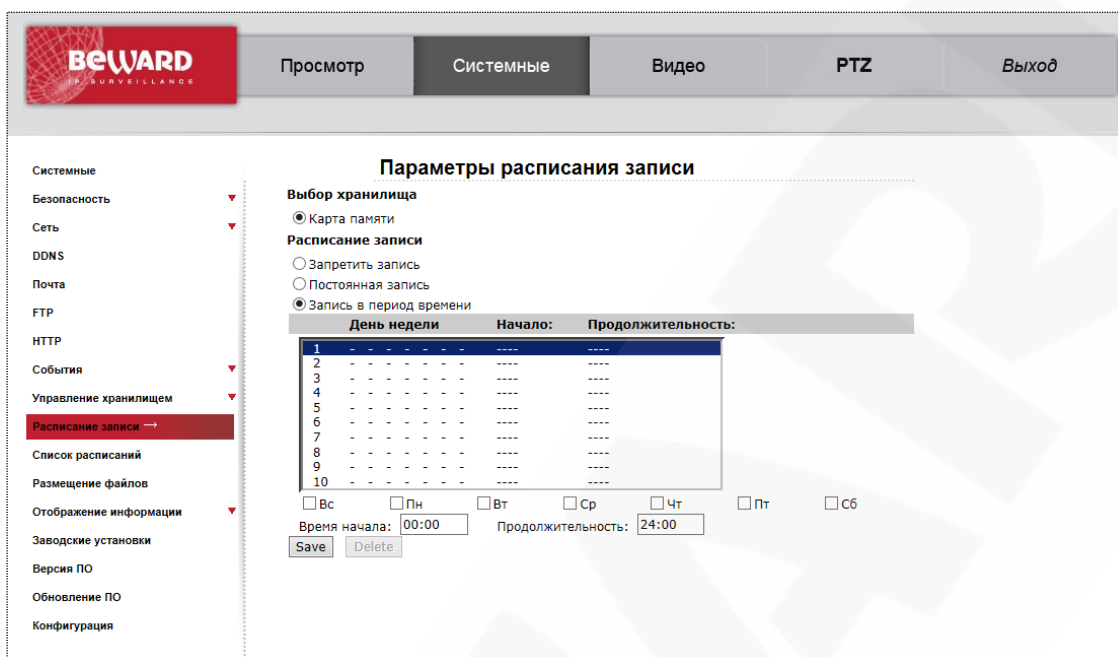 BEWARD
IP SURVEILLANCE
Просмотр Системные Видео PTZ Выход
Системные
Безопасность
Сеть
DDNS
Почта
FTP
HTTP
События
Управление хранилищем
Расписание записи →
Список расписаний
Размещение файлов
Отображение информации
Заводские установки
Версия ПО
Обновление ПО
Конфигурация
Параметры расписания записи
Выбор хранилища
Карта памяти
Расписание записи
Запретить запись
Постоянная запись
Запись в период времени
День недели Начало: Продолжительность:
1 - - - - - - - ---- ----
2 - - - - - - - ---- ----
3 - - - - - - - ---- ----
4 - - - - - - - ---- ----
5 - - - - - - - ---- ----
6 - - - - - - - ---- ----
7 - - - - - - - ---- ----
8 - - - - - - - ---- ----
9 - - - - - - - ---- ----
10 - - - - - - - ---- ----
Вс Пн Вт Ср Чт Пт Сб
Время начала: 00:00 Продолжительность: 24:00
Save Delete